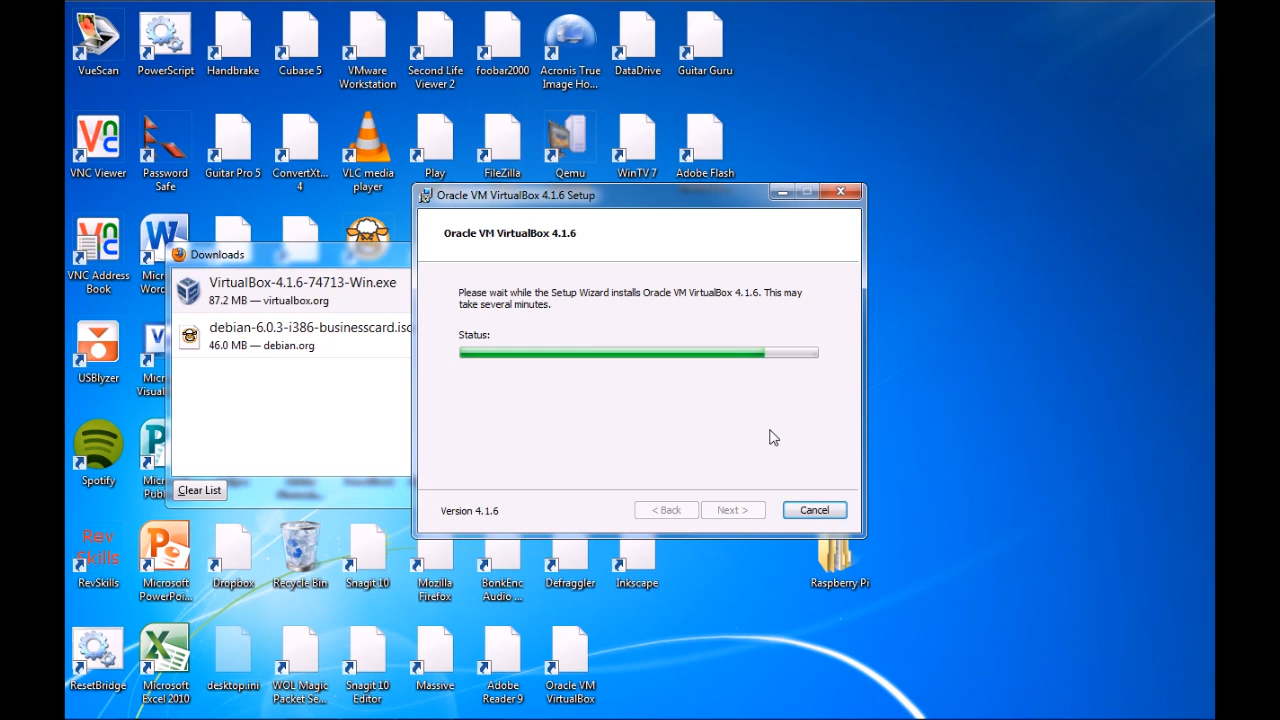 VueScan
PowerScript
Handbrake
Cubase 5
VMware
Workstation
Second Life
Viewer 2
foobar2000
Acronis True
Image Ho...
DataDrive
Guitar Guru
VNC Viewer
Password
Safe
Guitar Pro 5
ConvertXt...
4
VLC media
player
Play
FileZilla
Qemu
WinTV 7
Adobe Flash
Oracle VM VirtualBox 4.1.6 Setup
Oracle VM VirtualBox 4.1.6
Please wait while the Setup Wizard installs Oracle VM VirtualBox 4.1.6. This may
take several minutes.
Status:
Version 4.1.6
< Back
Next >
Cancel
Downloads
VirtualBox-4.1.6-74713-Win.exe
87.2 MB — virtualbox.org
debian-6.0.3-i386-businesscard.iso
46.0 MB — debian.org
Clear List
VNC Address
Book
Micr
Worc
USBlyzer
Micr
Visual
Spotify
Micr
Publ
Rev
Skills
RevSkills
Microsoft
PowerPoi...
Dropbox
Recycle Bin
Snagit 10
Mozilla
Firefox
BonkEnc
Audio ...
Defraggler
Inkscape
Raspberry Pi
ResetBridge
Microsoft
Excel 2010
desktop.ini
WOL Magic
Packet Se...
Snagit 10
Editor
Massive
Adobe
Reader 9
Oracle VM
VirtualBox